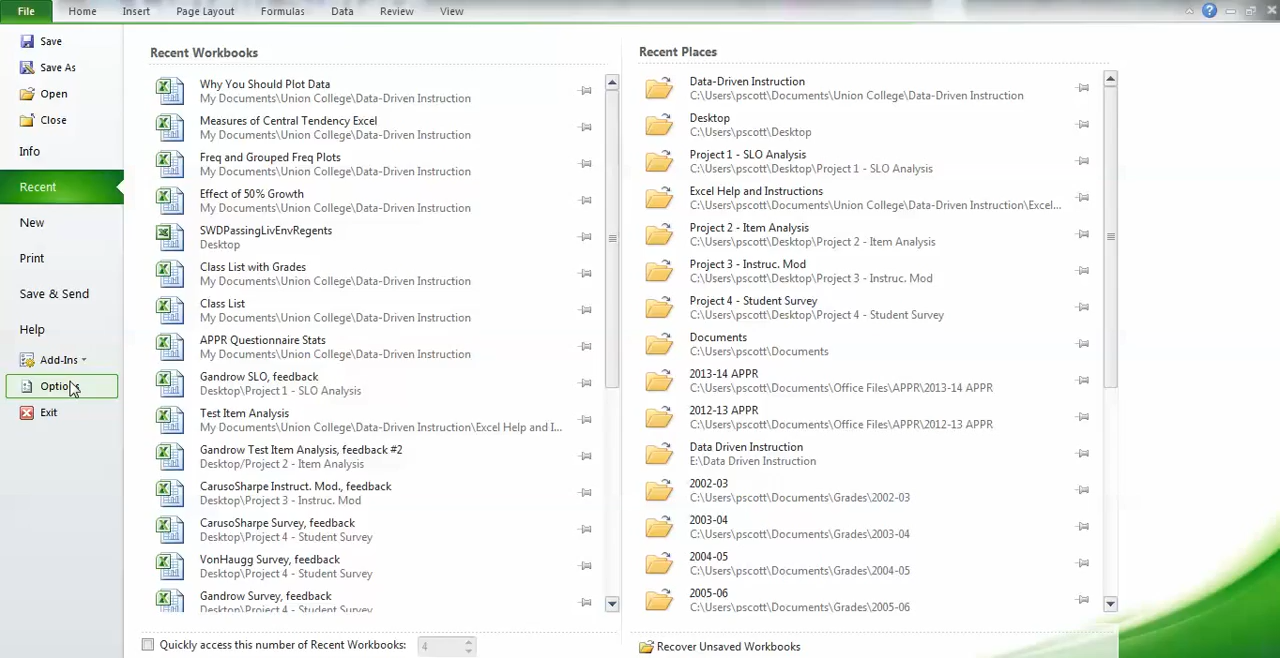 File Home Insert Page Layout Formulas Data Review View
Save
Save As
Open
Close
Info
Recent
New
Print
Save & Send
Help
Add-Ins
Options
Exit
Recent Workbooks
Why You Should Plot Data
My Documents\Union College\Data-Driven Instruction
Measures of Central Tendency Excel
My Documents\Union College\Data-Driven Instruction
Freq and Grouped Freq Plots
My Documents\Union College\Data-Driven Instruction
Effect of 50% Growth
My Documents\Union College\Data-Driven Instruction
SWDPassingLivEnvRegents
Desktop
Class List with Grades
My Documents\Union College\Data-Driven Instruction
Class List
My Documents\Union College\Data-Driven Instruction
APPR Questionnaire Stats
My Documents\Union College\Data-Driven Instruction
Gandrow SLO, feedback
Desktop\Project 1 - SLO Analysis
Test Item Analysis
My Documents\Union College\Data-Driven Instruction\Excel Help and I...
Gandrow Test Item Analysis, feedback #2
Desktop/Project 2 - Item Analysis
CarusoSharpe Instruct. Mod., feedback
Desktop\Project 3 - Instruc. Mod
CarusoSharpe Survey, feedback
Desktop\Project 4 - Student Survey
VonHaugg Survey, feedback
Desktop\Project 4 - Student Survey
Gandrow Survey, feedback
Desktop\Project 4 - Student Survey
Quickly access this number of Recent Workbooks: 4
Recent Places
Data-Driven Instruction
C:\Users\pscott\Documents\Union College\Data-Driven Instruction
Desktop
C:\Users\pscott\Desktop
Project 1 - SLO Analysis
C:\Users\pscott\Desktop\Project 1 - SLO Analysis
Excel Help and Instructions
C:\Users\pscott\Documents\Union College\Data-Driven Instruction\Excel...
Project 2 - Item Analysis
C:\Users\pscott\Desktop\Project 2 - Item Analysis
Project 3 - Instruc. Mod
C:\Users\pscott\Desktop\Project 3 - Instruc. Mod
Project 4 - Student Survey
C:\Users\pscott\Desktop\Project 4 - Student Survey
Documents
C:\Users\pscott\Documents
2013-14 APPR
C:\Users\pscott\Documents\Office Files\APPR\2013-14 APPR
2012-13 APPR
C:\Users\pscott\Documents\Office Files\APPR\2012-13 APPR
Data Driven Instruction
E:\Data Driven Instruction
2002-03
C:\Users\pscott\Documents\Grades\2002-03
2003-04
C:\Users\pscott\Documents\Grades\2003-04
2004-05
C:\Users\pscott\Documents\Grades\2004-05
2005-06
C:\Users\pscott\Documents\Grades\2005-06
Recover Unsaved Workbooks